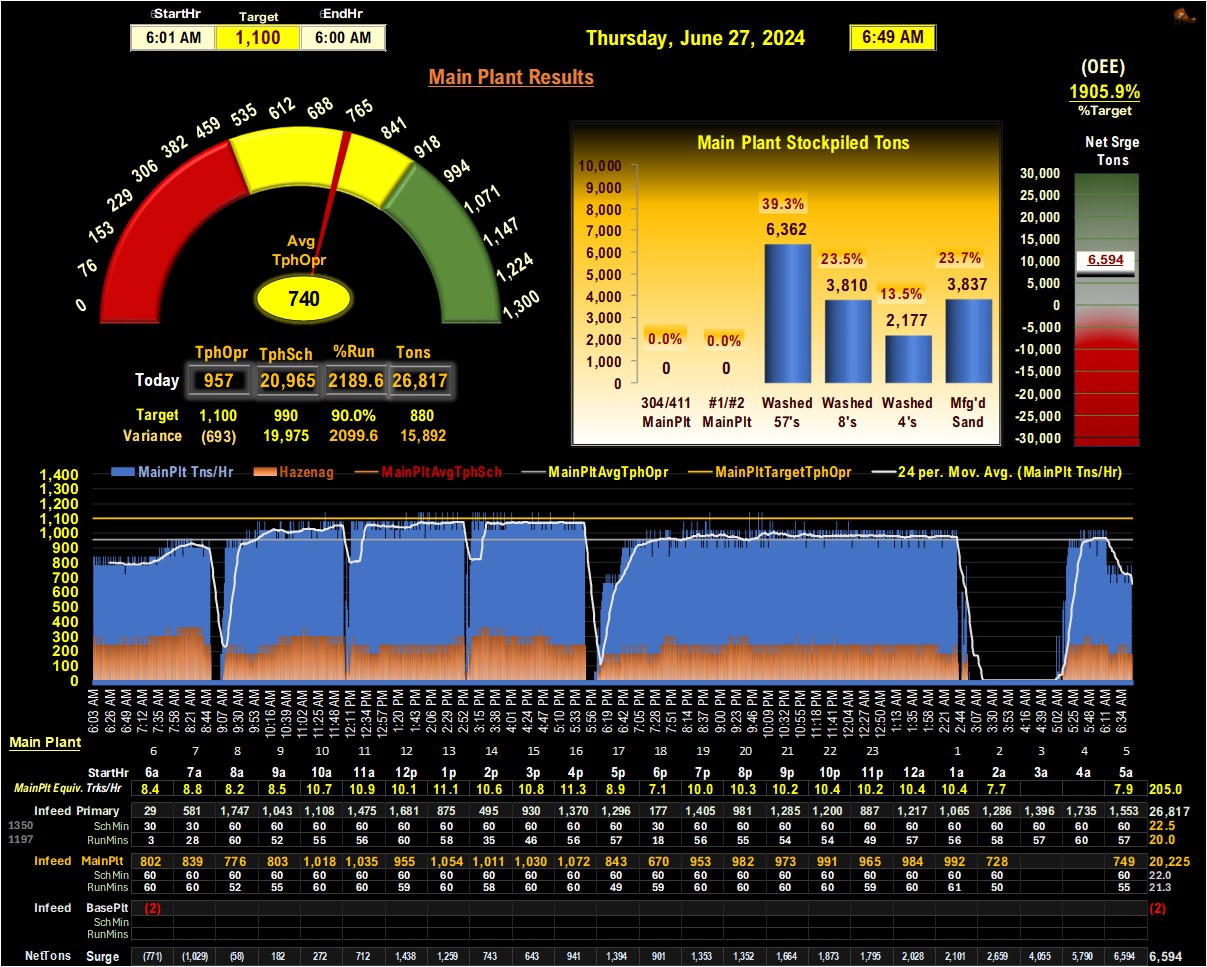 StartHr Target EndHr
6:01 AM 1,100 6:00 AM
Thursday, June 27, 2024 6:49 AM
Main Plant Results
(OEE)
1905.9%
%Target
Net Srge
Tons
30,000
25,000
20,000
15,000
10,000
5,000
0
-5,000
-10,000
-15,000
-20,000
-25,000
-30,000
6,594
0 76 153 229 306 382 459 535 612 688 765 841 918 994 1,071 1,147 1,224 1,300
Avg
TphOpr
740
TphOpr TphSch %Run Tons
Today 957 20,965 2189.6 26,817
Target 1,100 990 90.0% 880
Variance (693) 19,975 2099.6 15,892
Main Plant Stockpiled Tons
10,000
9,000
8,000
7,000
6,000
5,000
4,000
3,000
2,000
1,000
0
0.0% 0.0% 39.3% 23.5% 13.5% 23.7%
0 0 6,362 3,810 2,177 3,837
304/411 #1/#2 Washed Washed Washed Mfg'd
MainPlt MainPlt 57's 8's 4's Sand
MainPlt Tns/Hr Hazenag MainPltAvgTphSch MainPltAvgTphOpr MainPltTargetTphOpr 24 per. Mov. Avg. (MainPlt Tns/Hr)
1,400
1,300
1,200
1,100
1,000
900
800
700
600
500
400
300
200
100
0
6:03 AM 6:26 AM 6:49 AM 7:12 AM 7:35 AM 7:58 AM 8:21 AM 8:44 AM 9:07 AM 9:30 AM 9:53 AM 10:16 AM 10:39 AM 11:02 AM 11:25 AM 11:48 AM 12:11 PM 12:34 PM 12:57 PM 1:20 PM 1:43 PM 2:06 PM 2:29 PM 2:52 PM 3:15 PM 3:38 PM 4:01 PM 4:24 PM 4:47 PM 5:10 PM 5:33 PM 5:56 PM 6:19 PM 6:42 PM 7:05 PM 7:28 PM 7:51 PM 8:14 PM 8:37 PM 9:00 PM 9:23 PM 9:46 PM 10:09 PM 10:32 PM 10:55 PM 11:18 PM 11:41 PM 12:04 AM 12:27 AM 12:50 AM 1:13 AM 1:35 AM 1:58 AM 2:21 AM 2:44 AM 3:07 AM 3:30 AM 3:53 AM 4:16 AM 4:39 AM 5:02 AM 5:25 AM 5:48 AM 6:11 AM 6:34 AM
Main Plant
6 7 8 9 10 11 12 13 14 15 16 17 18 19 20 21 22 23 1 2 3 4 5
StartHr 6a 7a 8a 9a 10a 11a 12p 1p 2p 3p 4p 5p 6p 7p 8p 9p 10p 11p 12a 1a 2a 3a 4a 5a
MainPlt Equiv. Trks/Hr 8.4 8.8 8.2 8.5 10.7 10.9 10.1 11.1 10.6 10.8 11.3 8.9 7.1 10.0 10.3 10.2 10.4 10.2 10.4 10.4 7.7 7.9 205.0
Infeed Primary 29 581 1,747 1,043 1,108 1,475 1,681 875 495 930 1,370 1,296 177 1,405 981 1,285 1,200 887 1,217 1,065 1,286 1,396 1,735 1,553 26,817
1350 SchMin 30 30 60 60 60 60 60 60 60 60 60 60 30 60 60 60 60 60 60 60 60 60 60 60 22.5
1197 RunMins 3 28 60 52 55 56 60 58 35 46 56 57 18 56 55 54 54 49 57 56 58 57 60 57 20.0
Infeed MainPlt 802 839 776 803 1,018 1,035 955 1,054 1,011 1,030 1,072 843 670 953 982 973 991 965 984 992 728 749 20,225
SchMin 60 60 60 60 60 60 60 60 60 60 60 60 60 60 60 60 60 60 60 60 60 60 22.0
RunMins 60 60 52 55 60 60 59 60 58 60 60 49 59 60 60 60 60 59 60 61 50 55 21.3
Infeed BasePlt (2) (2)
SchMin
RunMins
NetTons Surge (771) (1,029) (58) 182 272 712 1,438 1,259 743 643 941 1,394 901 1,353 1,352 1,664 1,873 1,795 2,028 2,101 2,659 4,055 5,790 6,594 6,594